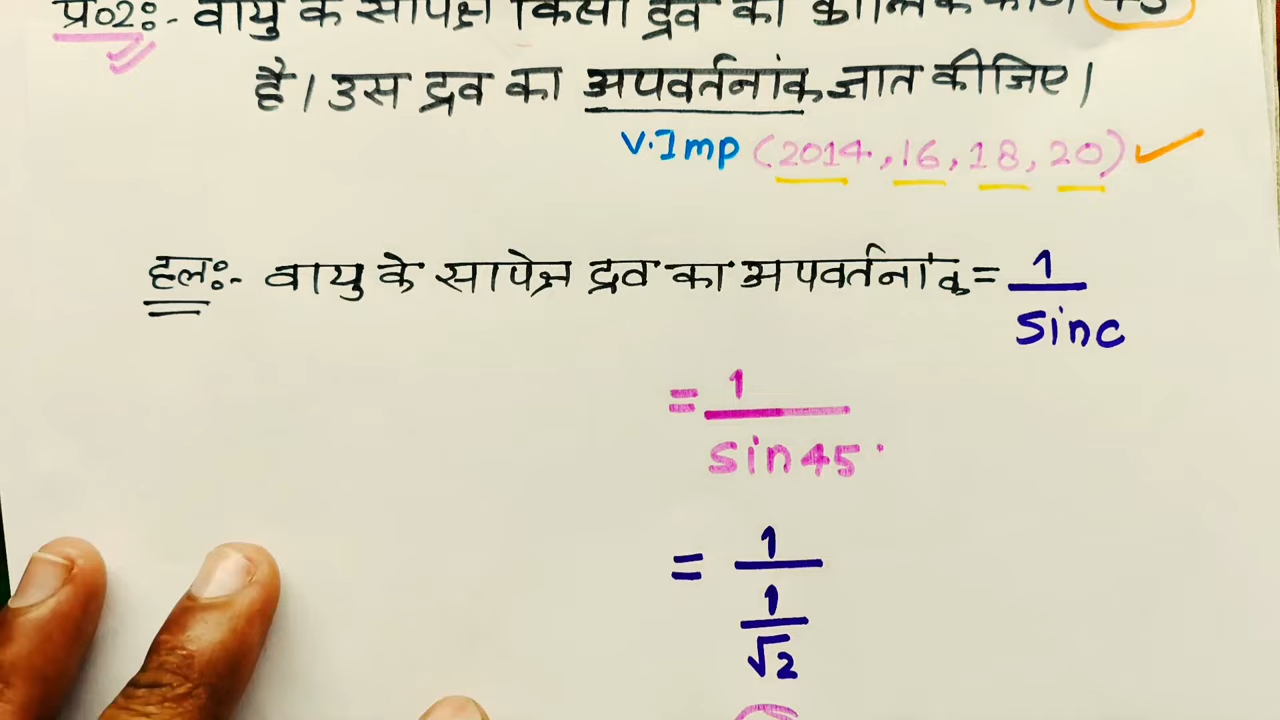 प्र०2:- वायु के सापेक्ष किसी द्रव का क्रान्तिक कोण 45
है। उस द्रव का अपवर्तनांक ज्ञात कीजिए।
V.Imp (2014, 16, 18, 20)
हल:- वायु के सापेक्ष द्रव का अपवर्तनांक = 1/Sinc
= 1/Sin45°
= 1/(1/√2)